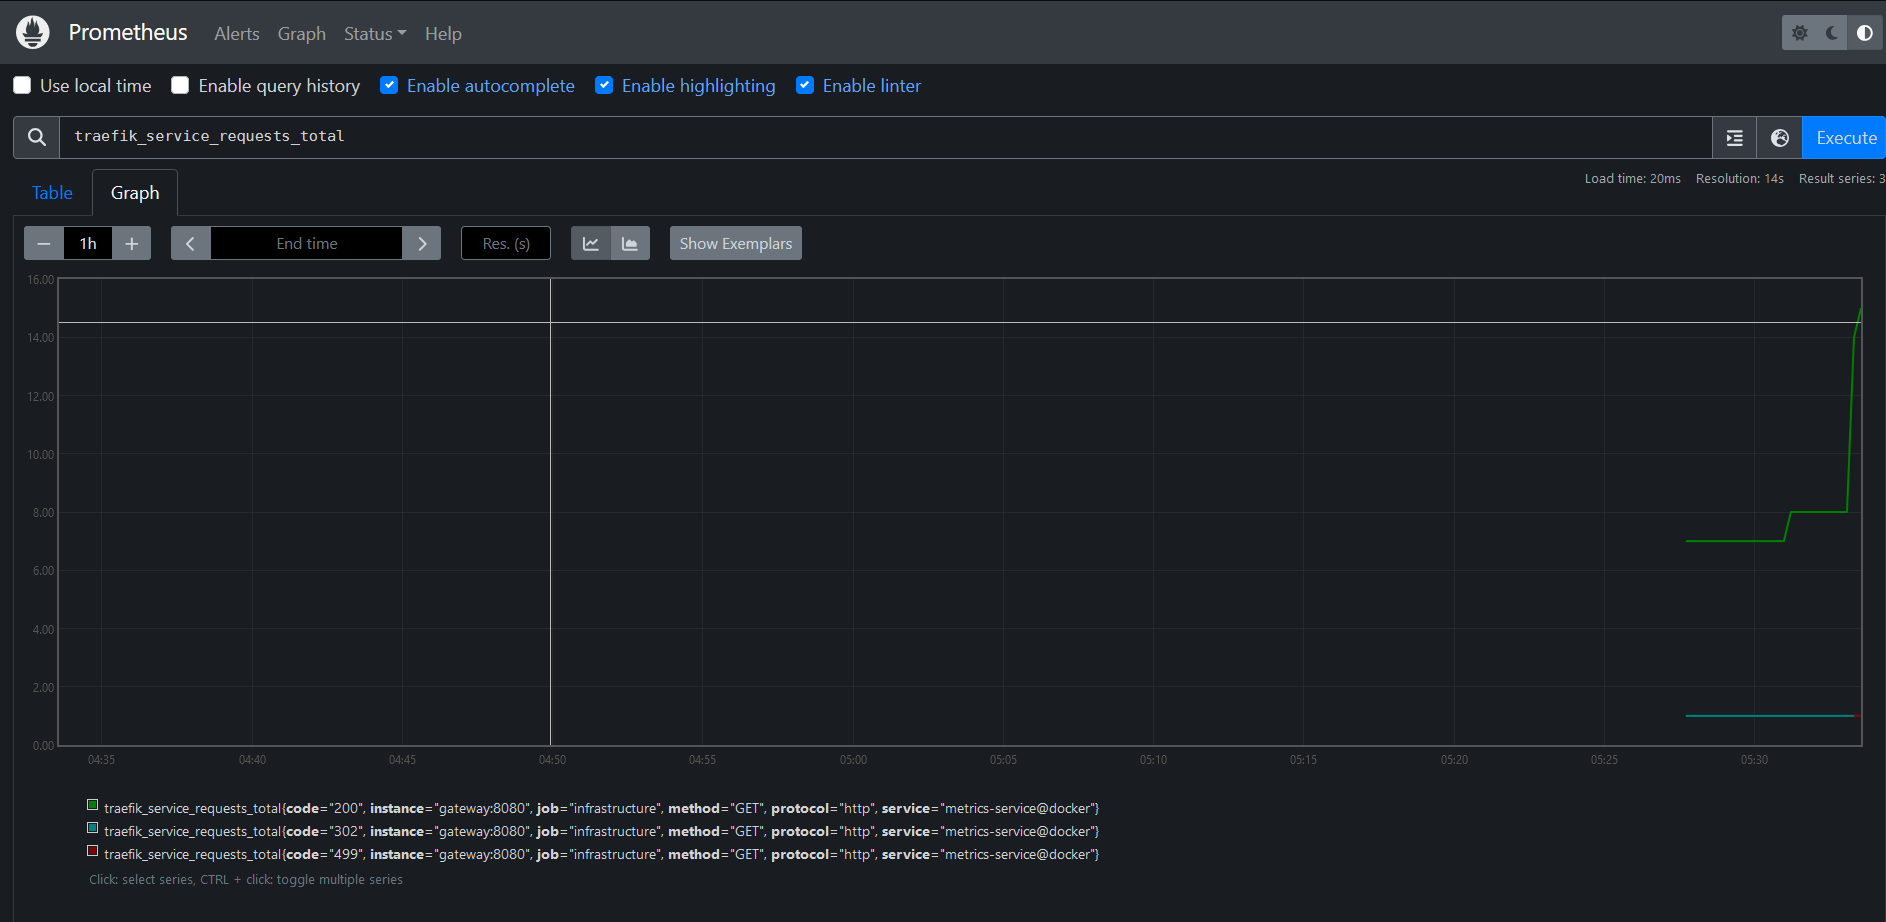 Prometheus Alerts Graph Status Help
Use local time Enable query history Enable autocomplete Enable highlighting Enable linter
traefik_service_requests_total Execute
Table Graph Load time: 20ms Resolution: 14s Result series: 3
− 1h + End time Res. (s) Show Exemplars
16.00
14.00
12.00
10.00
8.00
6.00
4.00
2.00
0.00
04:35 04:40 04:45 04:50 04:55 05:00 05:05 05:10 05:15 05:20 05:25 05:30
traefik_service_requests_total{code="200", instance="gateway:8080", job="infrastructure", method="GET", protocol="http", service="metrics-service@docker"}
traefik_service_requests_total{code="302", instance="gateway:8080", job="infrastructure", method="GET", protocol="http", service="metrics-service@docker"}
traefik_service_requests_total{code="499", instance="gateway:8080", job="infrastructure", method="GET", protocol="http", service="metrics-service@docker"}
Click: select series, CTRL + click: toggle multiple series